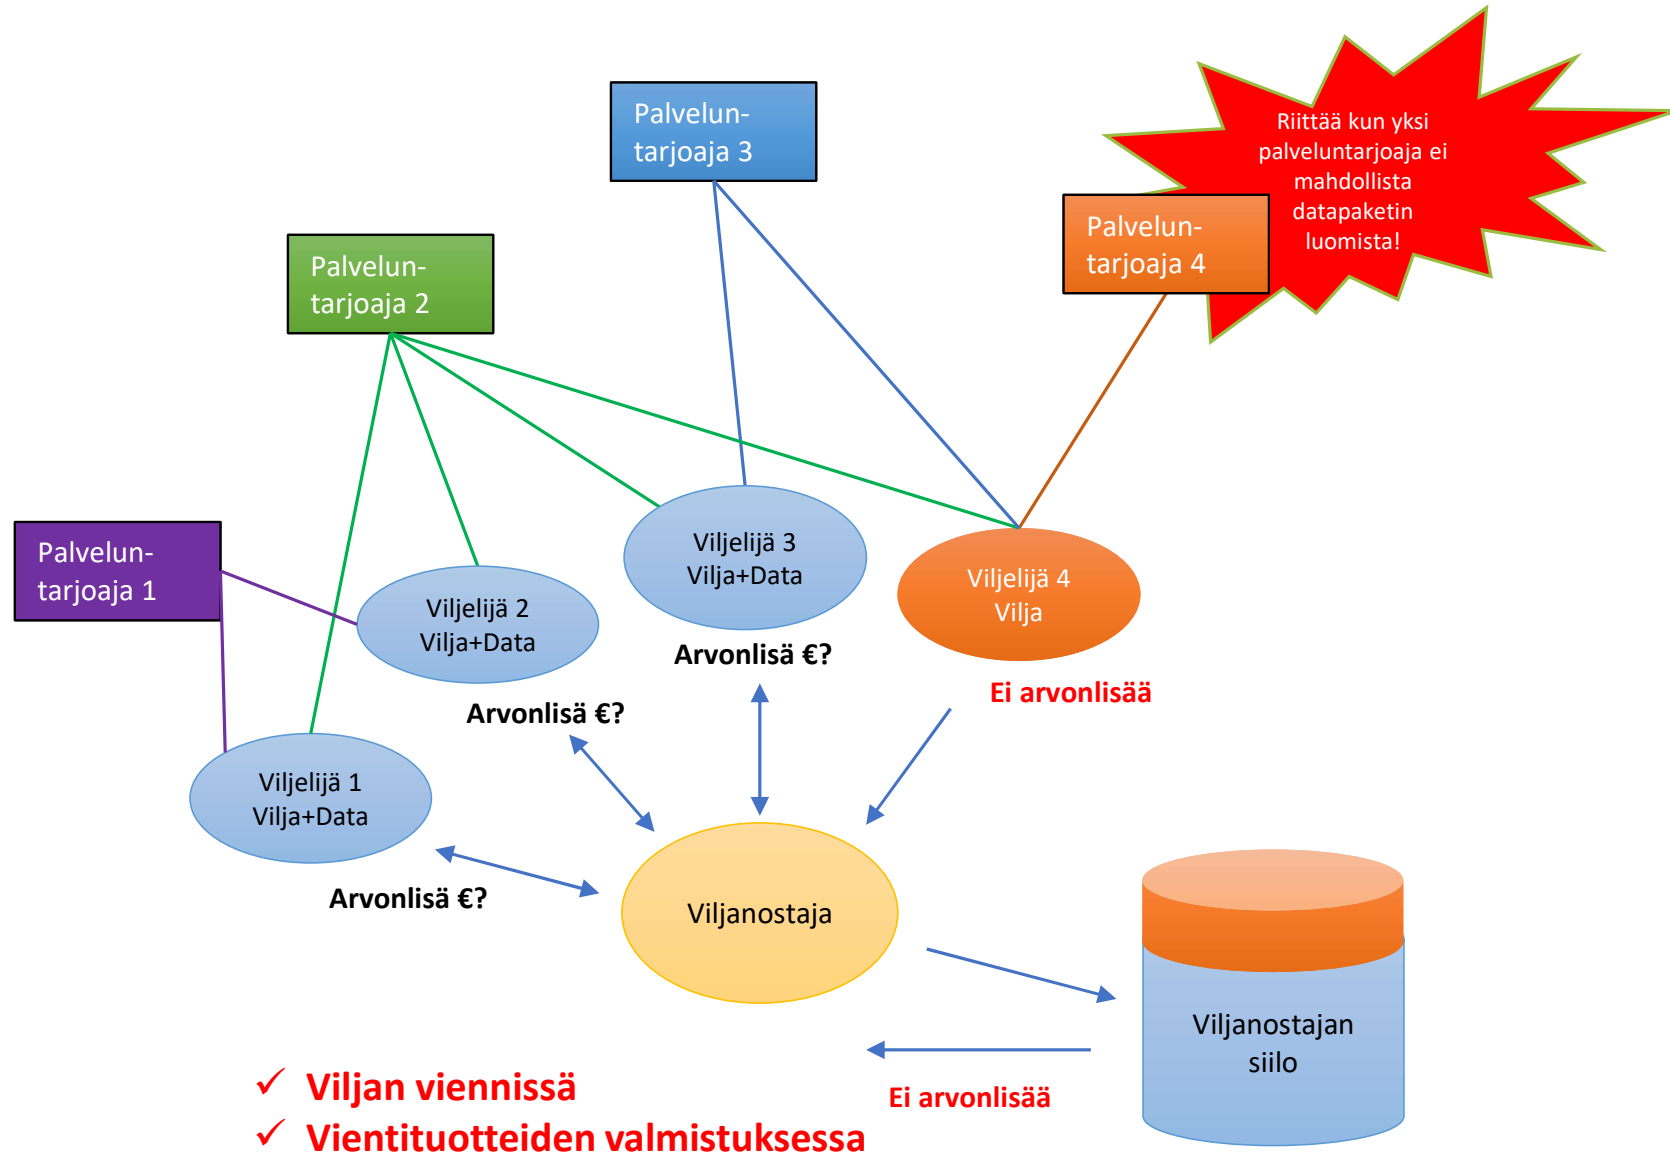 Palvelun-
tarjoaja 3
Riittää kun yksi
palveluntarjoaja ei
mahdollista
datapaketin
luomista!
Palvelun-
tarjoaja 4
Palvelun-
tarjoaja 2
Palvelun-
tarjoaja 1
Viljelijä 3
Vilja+Data
Viljelijä 4
Vilja
Viljelijä 2
Vilja+Data
Arvonlisä €?
Ei arvonlisää
Arvonlisä €?
Viljelijä 1
Vilja+Data
Arvonlisä €?
Viljanostaja
Viljanostajan
siilo
Ei arvonlisää
✓ Viljan viennissä
✓ Vientituotteiden valmistuksessa